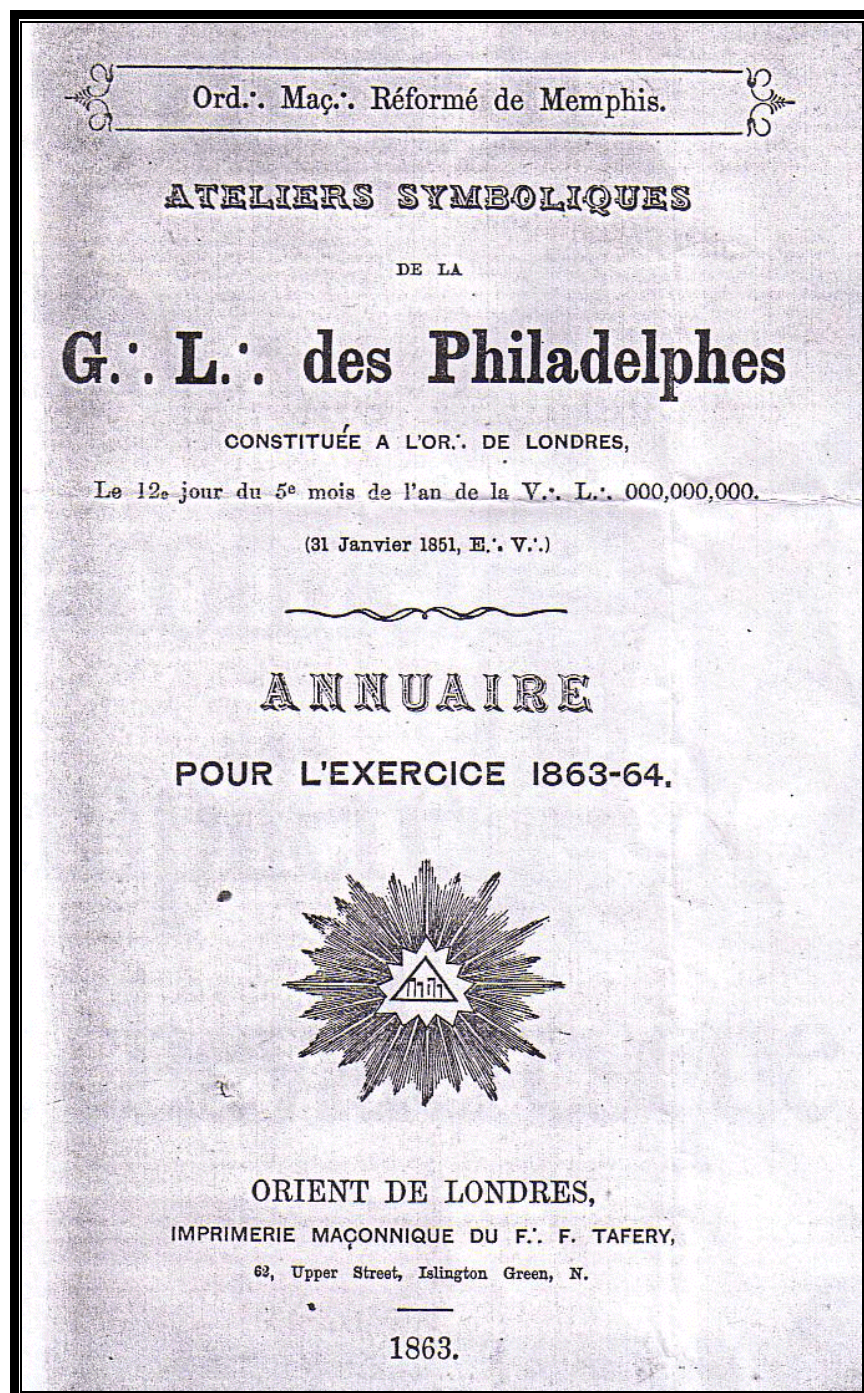 Ord.·. Maç.·. Réformé de Memphis.
ATELIERS SYMBOLIQUES
DE LA
G.·. L.·. des Philadelphes
CONSTITUÉE A L'OR.·. DE LONDRES,
Le 12e jour du 5e mois de l'an de la V.·. L.·. 000,000,000.
(31 Janvier 1851, E.·. V.·.)
ANNUAIRE
POUR L'EXERCICE 1863-64.
יהוה
ORIENT DE LONDRES,
IMPRIMERIE MAÇONNIQUE DU F.·. F. TAFERY,
62, Upper Street, Islington Green, N.
1863.